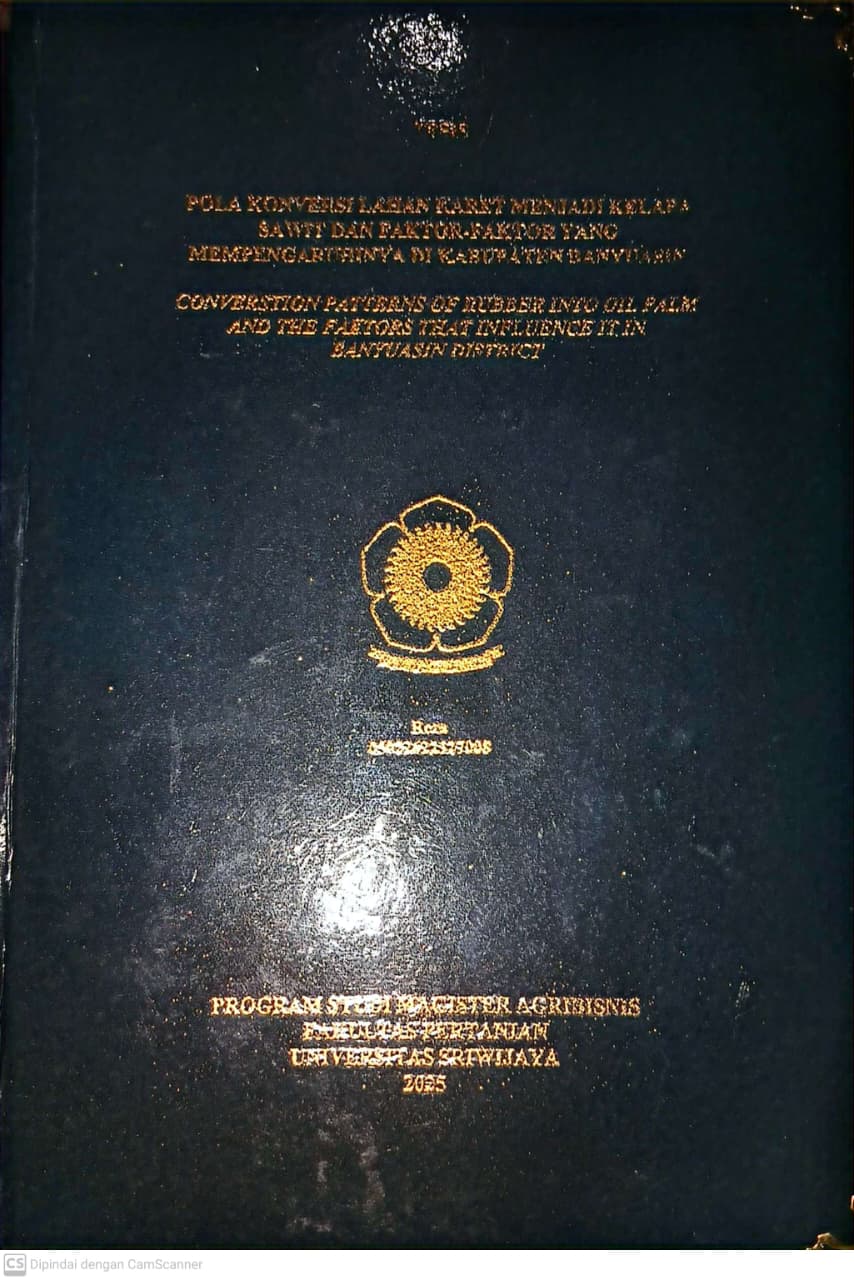 TESIS
POLA KONVERSI LAHAN KARET MENJADI KELAPA
SAWIT DAN FAKTOR-FAKTOR YANG
MEMPENGARUHINYA DI KABUPATEN BANYUASIN
CONVERSTION PATTERNS OF RUBBER INTO OIL PALM
AND THE FAKTORS THAT INFLUENCE IT IN
BANYUASIN DISTRICT
PROGRAM STUDI MAGISTER AGRIBISNIS
FAKULTAS PERTANIAN
UNIVERSITAS SRIWIJAYA
2025
CS Dipindai dengan CamScanner